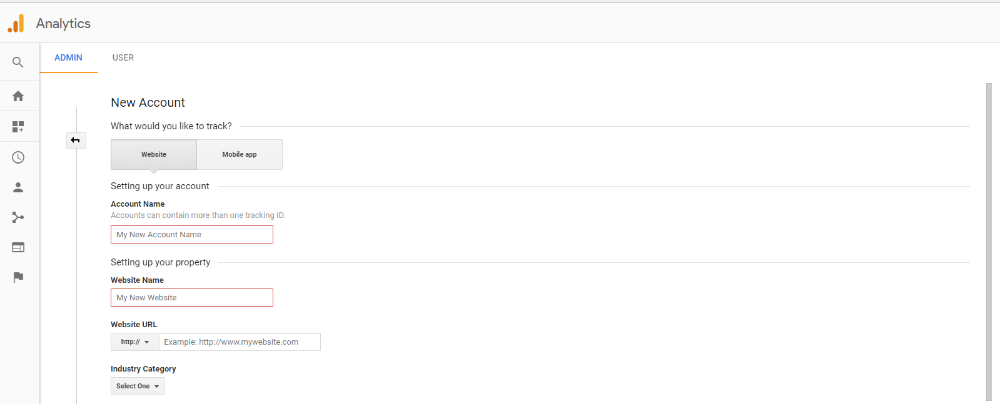 Analytics
ADMIN USER
New Account
What would you like to track?
Website Mobile app
Setting up your account
Account Name
Accounts can contain more than one tracking ID.
My New Account Name
Setting up your property
Website Name
My New Website
Website URL
http:// Example: http://www.mywebsite.com
Industry Category
Select One